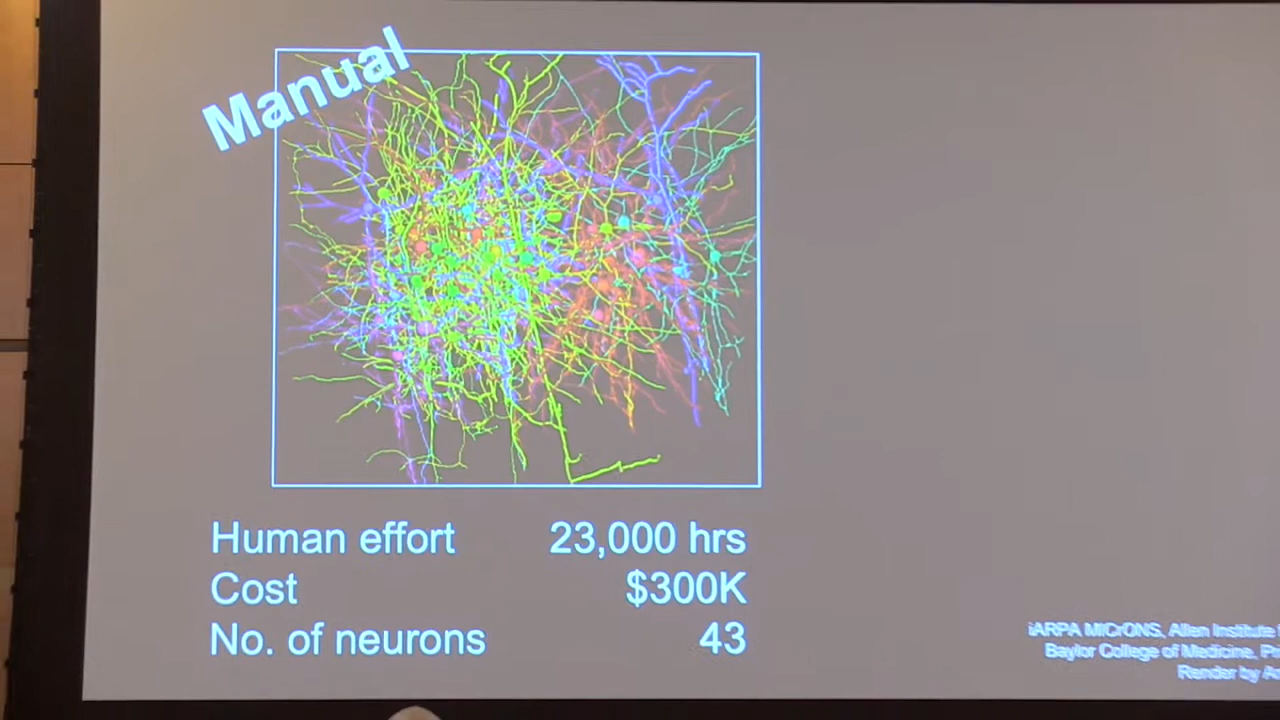 Manual
Human effort 23,000 hrs
Cost $300K
No. of neurons 43
iARPA MICrONS, Allen Institute
Baylor College of Medicine,
Render by